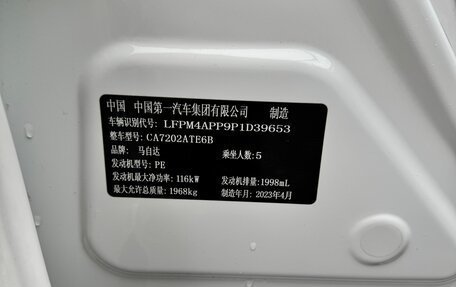 中国 中国第一汽车集团有限公司 制造
车辆识别代号: LFPM4APP9P1D39653
整车型号: CA7202ATE6B
品牌: 马自达 乘坐人数: 5
发动机型号: PE
发动机最大净功率: 116kW 发动机排量: 1998mL
最大允许总质量: 1968kg 制造年月: 2023年4月